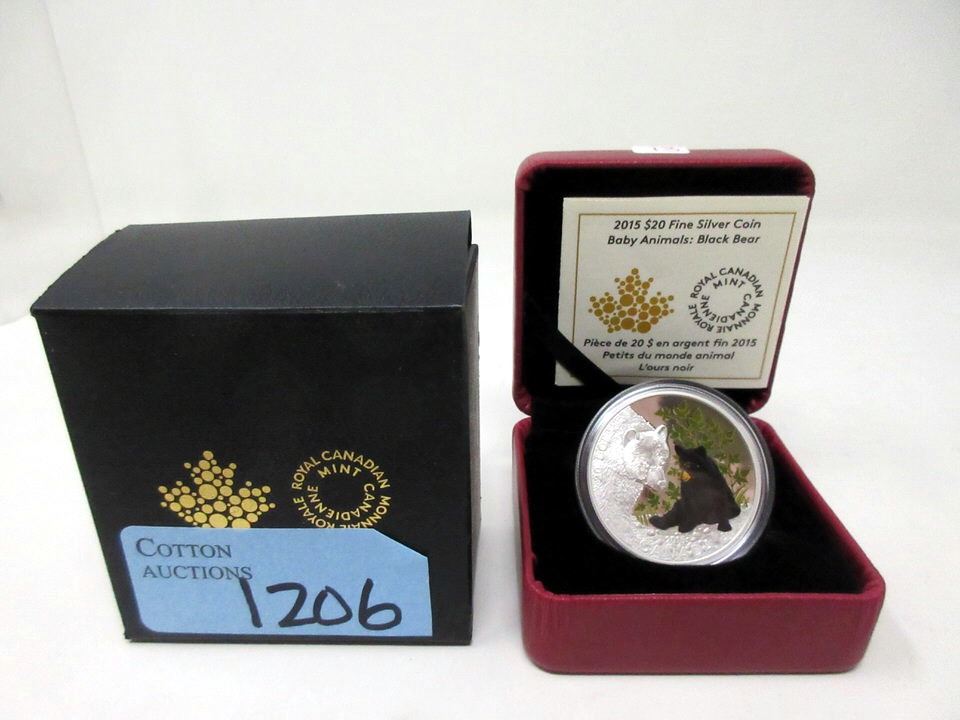 ROYAL CANADIAN MINT
MONNAIE ROYALE CANADIENNE
COTTON
AUCTIONS
1206
2015 $20 Fine Silver Coin
Baby Animals: Black Bear
ROYAL CANADIAN MINT
MONNAIE ROYALE CANADIENNE
Pièce de 20 $ en argent fin 2015
Petits du monde animal
L'ours noir